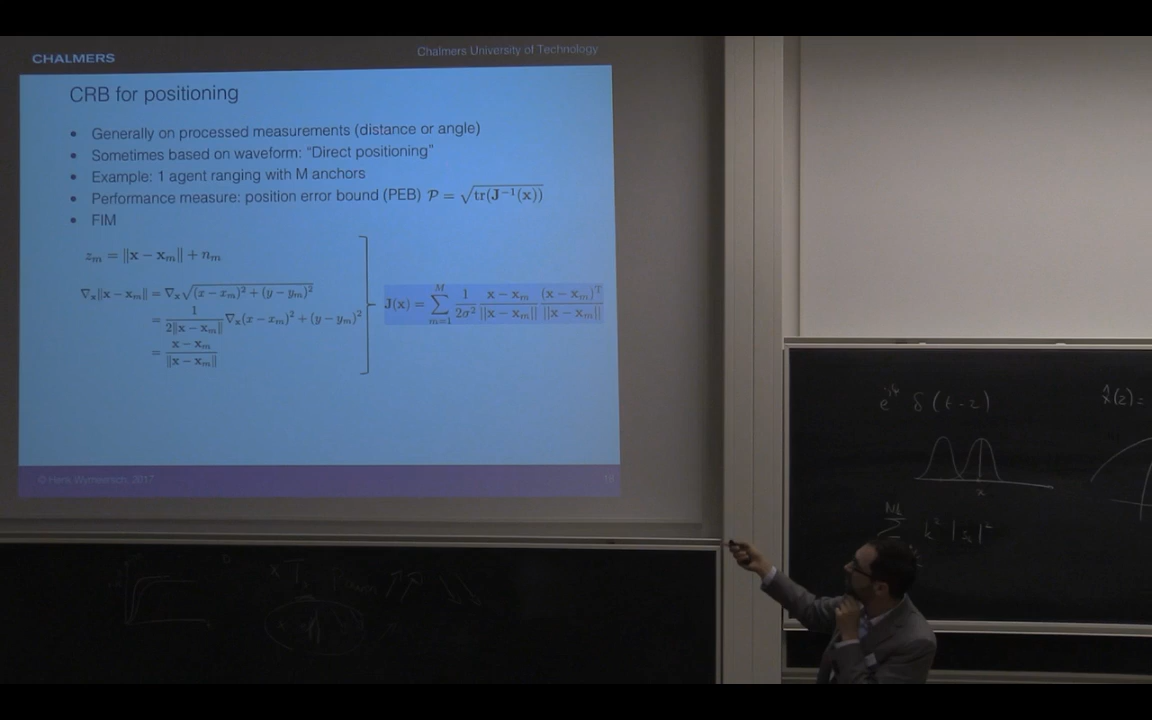 CHALMERS
Chalmers University of Technology
CRB for positioning
• Generally on processed measurements (distance or angle)
• Sometimes based on waveform: “Direct positioning”
• Example: 1 agent ranging with M anchors
• Performance measure: position error bound (PEB) 𝒫 = √tr(J⁻¹(x))
• FIM
z_m = ||x − x_m|| + n_m
∇_x||x − x_m|| = ∇_x √((x − x_m)² + (y − y_m)²)
= 1 / (2||x − x_m||) ∇_x(x − x_m)² + (y − y_m)²
= (x − x_m) / ||x − x_m||
J(x) = ∑_{m=1}^{M} 1/(2σ²) (x − x_m)/||x − x_m|| (x − x_m)^T/||x − x_m||
© Henk Wymeersch, 2017
δ(t-τ)